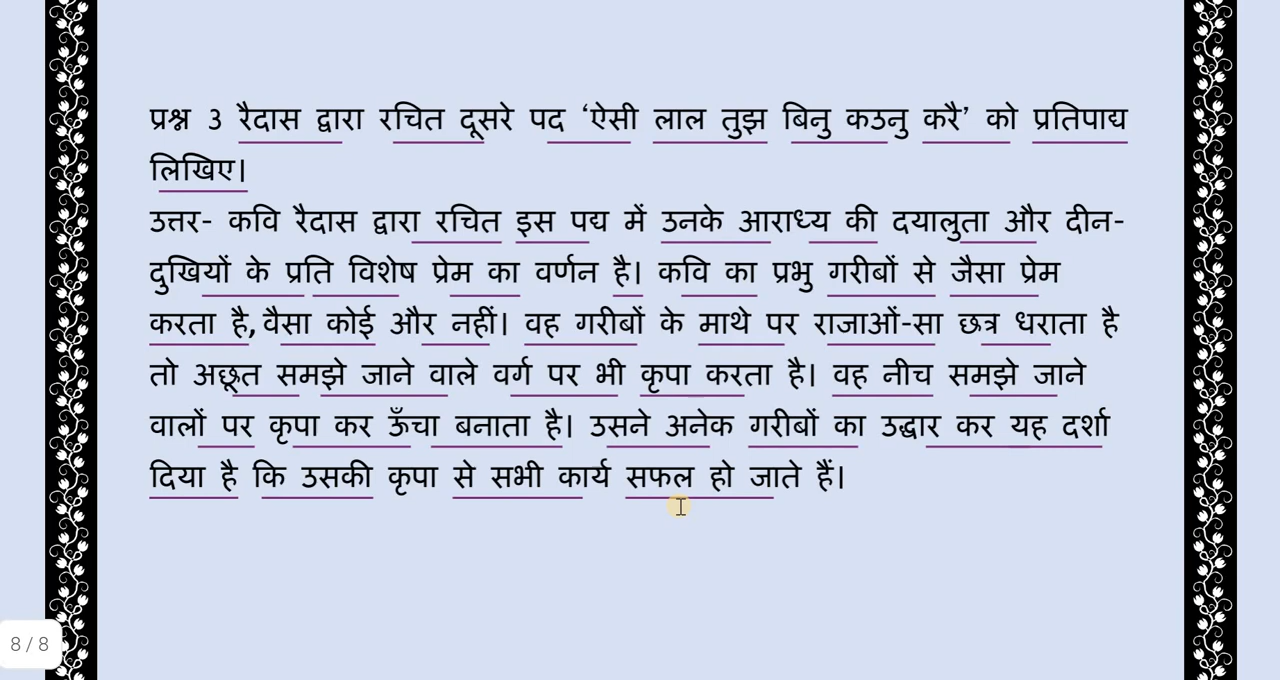 प्रश्न 3 रैदास द्वारा रचित दूसरे पद ‘ऐसी लाल तुझ बिनु कउनु करै’ को प्रतिपाद्य
लिखिए।
उत्तर- कवि रैदास द्वारा रचित इस पद्य में उनके आराध्य की दयालुता और दीन-
दुखियों के प्रति विशेष प्रेम का वर्णन है। कवि का प्रभु गरीबों से जैसा प्रेम
करता है, वैसा कोई और नहीं। वह गरीबों के माथे पर राजाओं-सा छत्र धराता है
तो अछूत समझे जाने वाले वर्ग पर भी कृपा करता है। वह नीच समझे जाने
वालों पर कृपा कर ऊँचा बनाता है। उसने अनेक गरीबों का उद्धार कर यह दर्शा
दिया है कि उसकी कृपा से सभी कार्य सफल हो जाते हैं।
8 / 8